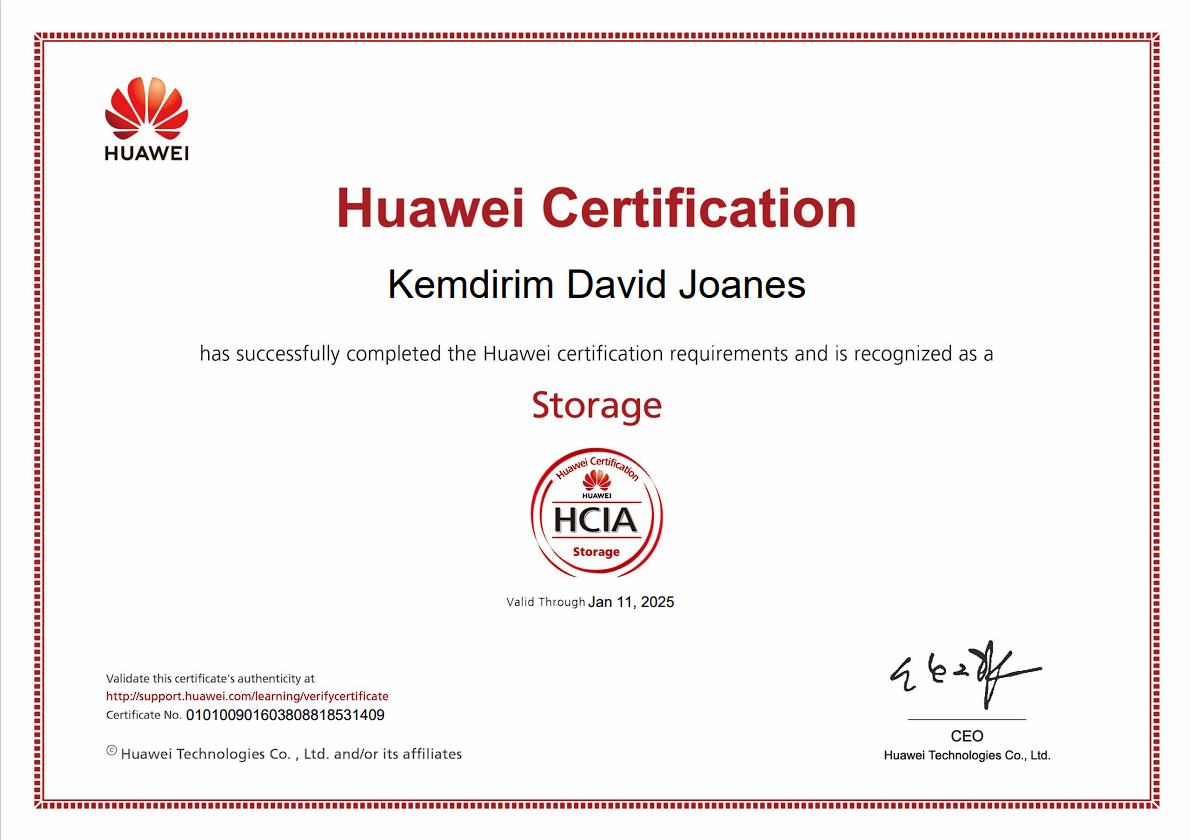 HUAWEI
Huawei Certification
Kemdirim David Joanes
has successfully completed the Huawei certification requirements and is recognized as a
Storage
Huawei Certification
HUAWEI
HCIA
Storage
Valid Through Jan 11, 2025
Validate this certificate's authenticity at
http://support.huawei.com/learning/verifycertificate
Certificate No. 010100901603808818531409
© Huawei Technologies Co. , Ltd. and/or its affiliates
CEO
Huawei Technologies Co., Ltd.